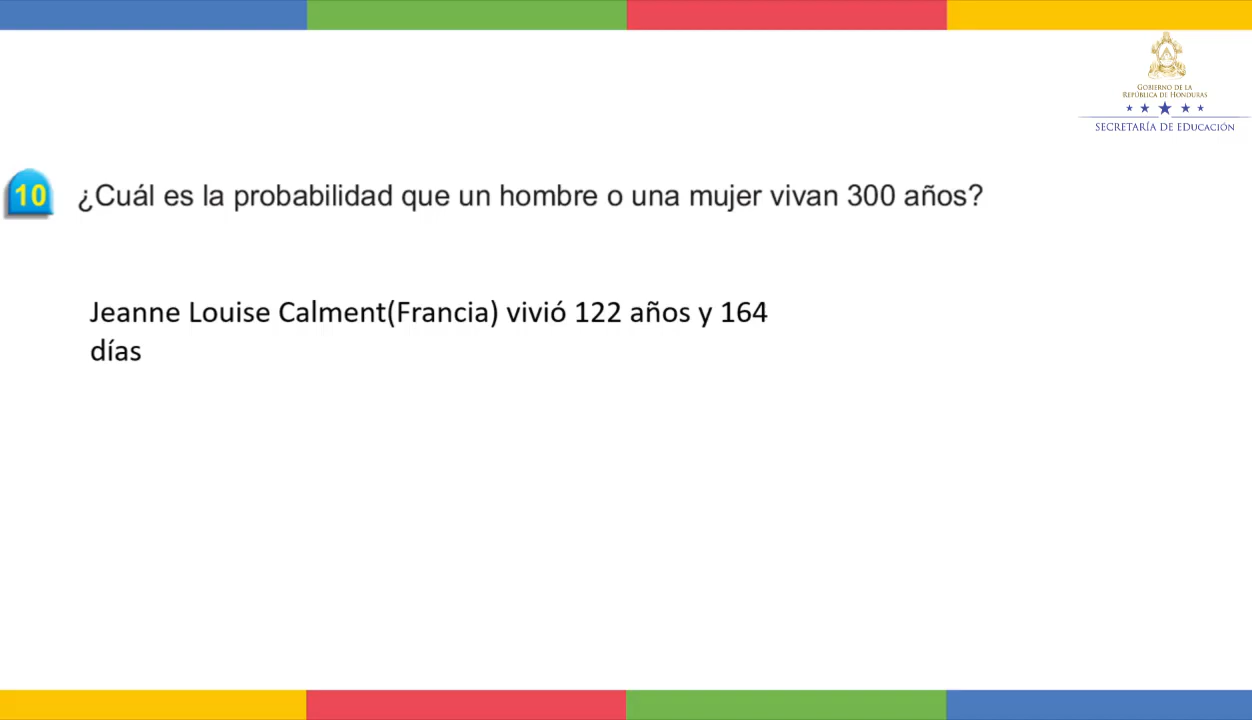 GOBIERNO DE LA
REPÚBLICA DE HONDURAS
SECRETARÍA DE EDUCACIÓN
10 ¿Cuál es la probabilidad que un hombre o una mujer vivan 300 años?
Jeanne Louise Calment(Francia) vivió 122 años y 164
días